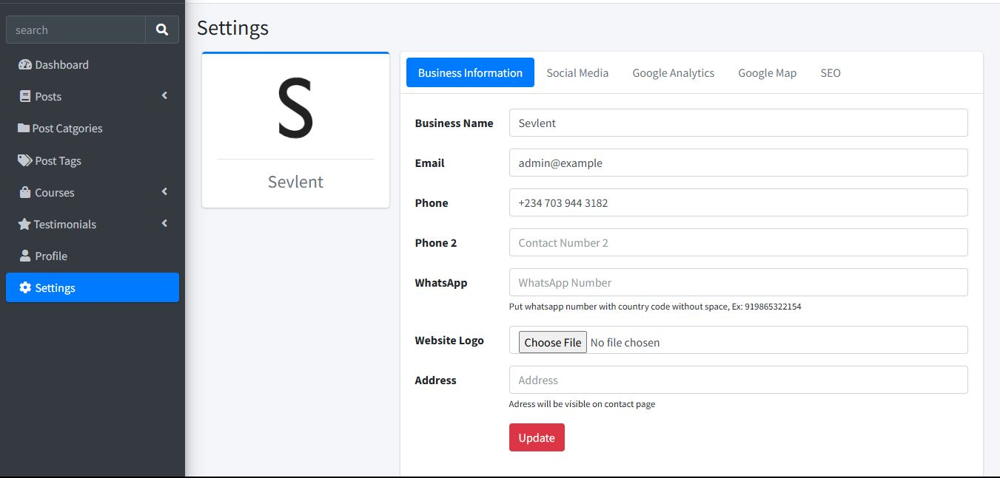 search
Dashboard
Posts
Post Catgories
Post Tags
Courses
Testimonials
Profile
Settings
Settings
S
Sevlent
Business Information Social Media Google Analytics Google Map SEO
Business Name Sevlent
Email admin@example
Phone +234 703 944 3182
Phone 2 Contact Number 2
WhatsApp WhatsApp Number
Put whatsapp number with country code without space, Ex: 919865322154
Website Logo Choose File No file chosen
Address Address
Adress will be visible on contact page
Update